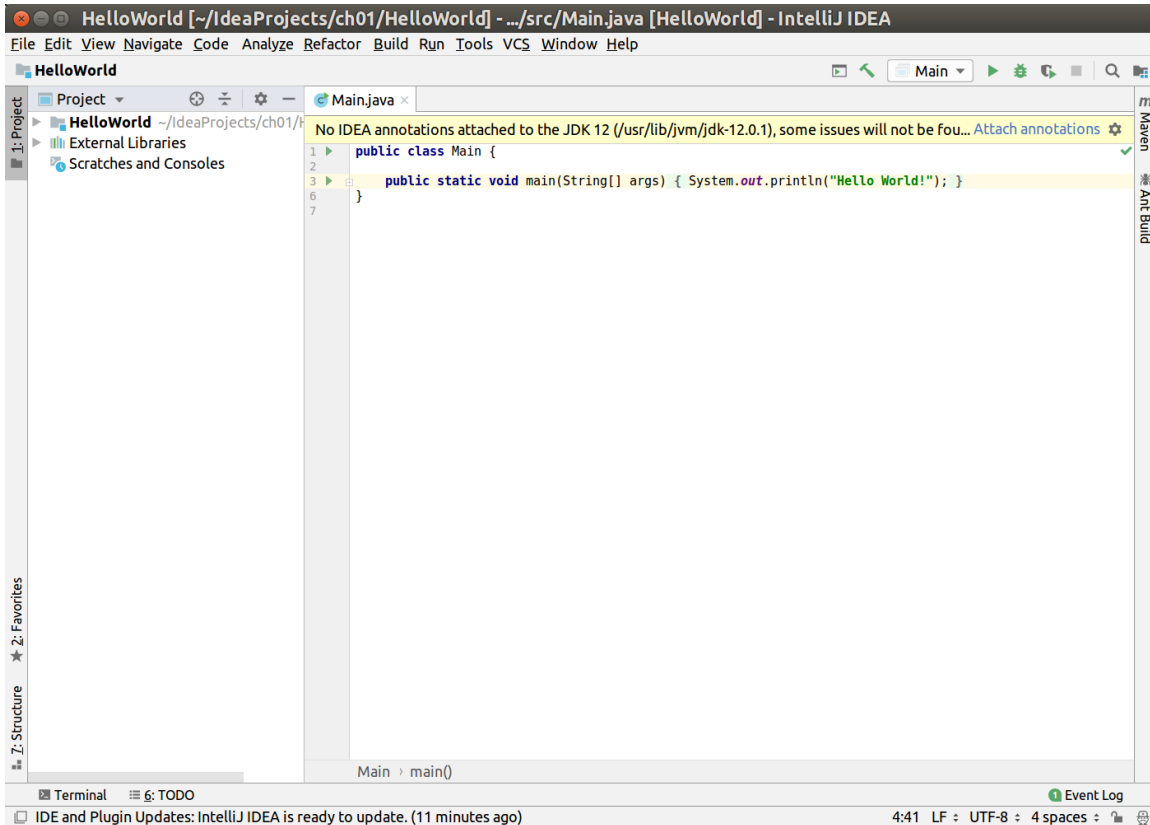 HelloWorld [~/IdeaProjects/ch01/HelloWorld] - .../src/Main.java [HelloWorld] - IntelliJ IDEA
File Edit View Navigate Code Analyze Refactor Build Run Tools VCS Window Help
HelloWorld
Main
1: Project
Project
HelloWorld ~/IdeaProjects/ch01/
External Libraries
Scratches and Consoles
Main.java
No IDEA annotations attached to the JDK 12 (/usr/lib/jvm/jdk-12.0.1), some issues will not be fou... Attach annotations
1 public class Main {
2
3 public static void main(String[] args) { System.out.println("Hello World!"); }
6 }
7
m Maven
Ant Build
2: Favorites
7: Structure
Main › main()
Terminal 6: TODO
1 Event Log
IDE and Plugin Updates: IntelliJ IDEA is ready to update. (11 minutes ago)
4:41 LF UTF-8 4 spaces